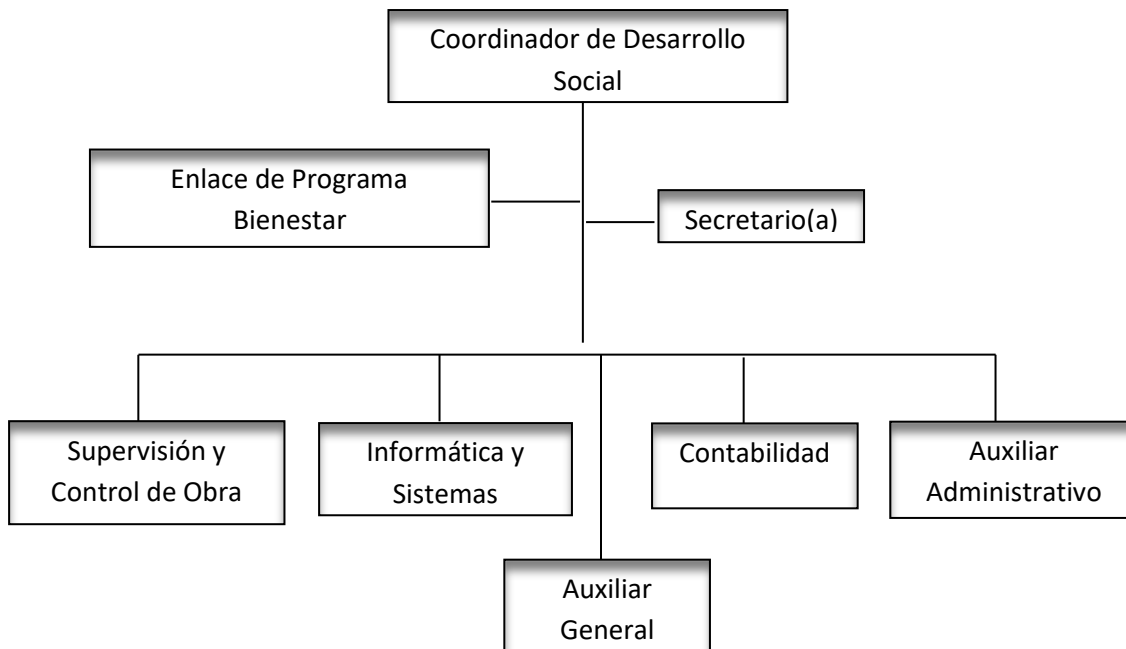 Coordinador de Desarrollo
Social
Enlace de Programa
Bienestar
Secretario(a)
Supervisión y
Control de Obra
Informática y
Sistemas
Contabilidad
Auxiliar
Administrativo
Auxiliar
General